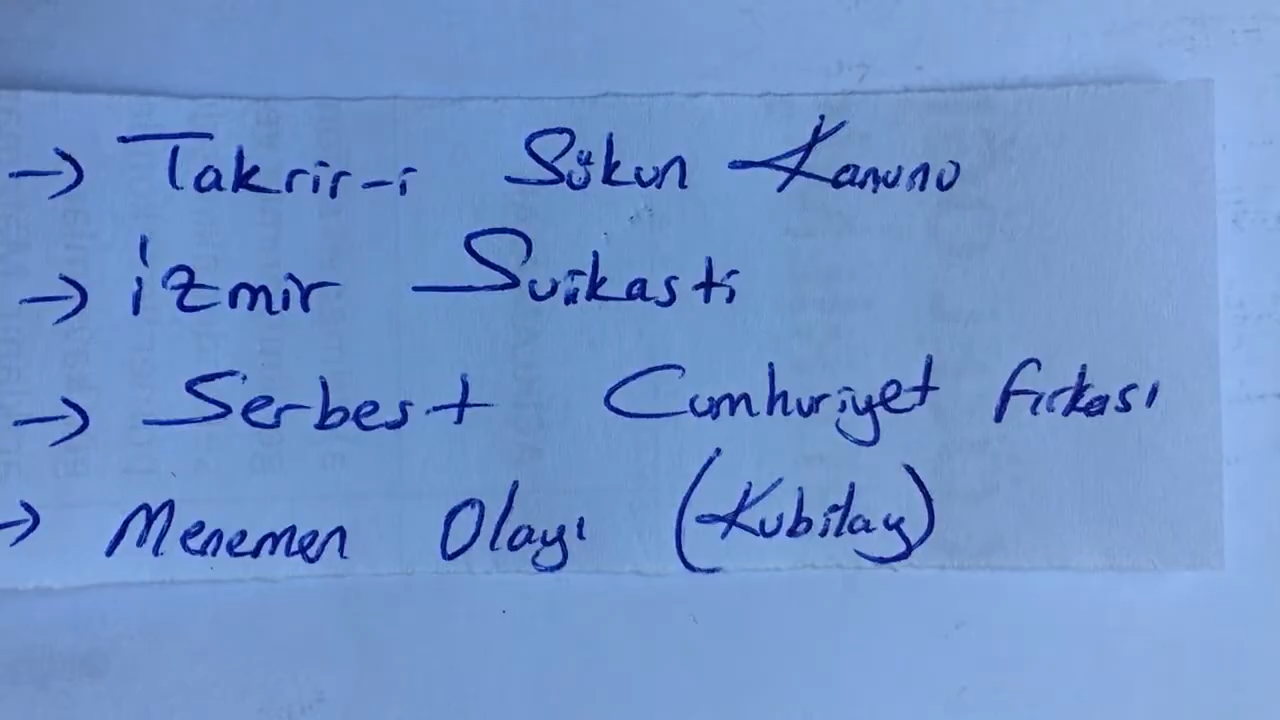 → Takrir-i Sükun Kanunu
→ İzmir Suikasti
→ Serbest Cumhuriyet fırkası
→ Menemen Olayı (Kubilay)